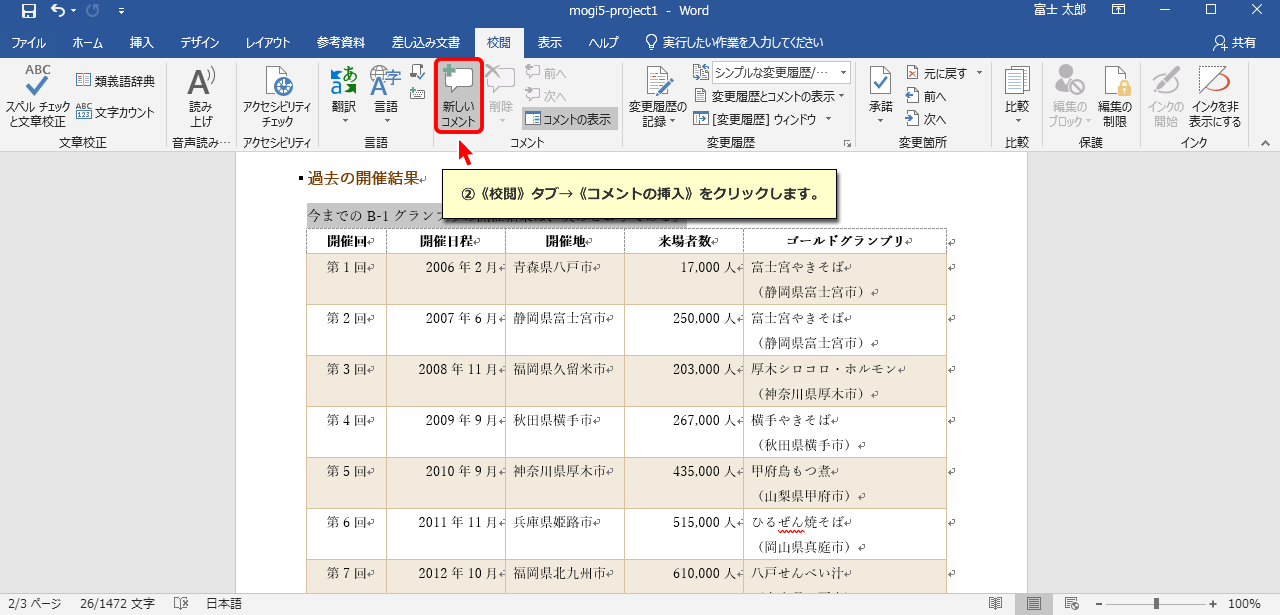 mogi5-project1 - Word
富士 太郎
ファイル ホーム 挿入 デザイン レイアウト 参考資料 差し込み文書 校閲 表示 ヘルプ 実行したい作業を入力してください 共有
ABC
スペル チェック
と文章校正
類義語辞典
ABC
123
文字カウント
文章校正
A
読み
上げ
音声読み…
アクセシビリティ
チェック
アクセシビリティ
あ
a
翻訳
字
A
言語
言語
新しい
コメント
削除
前へ
次へ
コメントの表示
コメント
変更履歴の
記録
シンプルな変更履歴/…
変更履歴とコメントの表示
[変更履歴] ウィンドウ
変更履歴
承諾
元に戻す
前へ
次へ
変更箇所
比較
比較
編集の
ブロック
編集の
制限
保護
インクの
開始
インクを非
表示にする
インク
②《校閲》タブ→《コメントの挿入》をクリックします。
過去の開催結果
今までの B-1 グラン
開催回 開催日程 開催地 来場者数 ゴールドグランプリ
第 1 回 2006 年 2 月 青森県八戸市 17,000 人 富士宮やきそば
（静岡県富士宮市）
第 2 回 2007 年 6 月 静岡県富士宮市 250,000 人 富士宮やきそば
（静岡県富士宮市）
第 3 回 2008 年 11 月 福岡県久留米市 203,000 人 厚木シロコロ・ホルモン
（神奈川県厚木市）
第 4 回 2009 年 9 月 秋田県横手市 267,000 人 横手やきそば
（秋田県横手市）
第 5 回 2010 年 9 月 神奈川県厚木市 435,000 人 甲府鳥もつ煮
（山梨県甲府市）
第 6 回 2011 年 11 月 兵庫県姫路市 515,000 人 ひるぜん焼そば
（岡山県真庭市）
第 7 回 2012 年 10 月 福岡県北九州市 610,000 人 八戸せんべい汁
2/3 ページ 26/1472 文字 日本語 100%